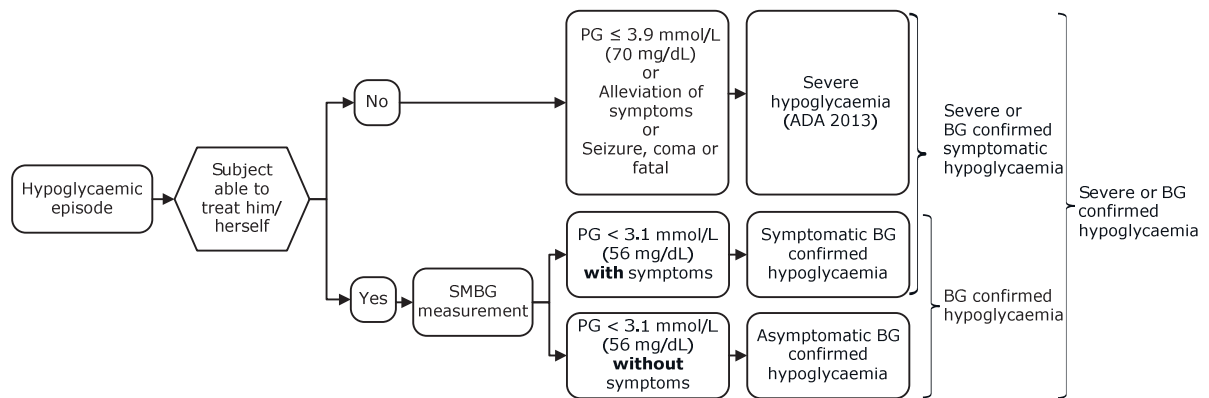 Hypoglycaemic
episode
Subject
able to
treat him/
herself
No
Yes
SMBG
measurement
PG ≤ 3.9 mmol/L
(70 mg/dL)
or
Alleviation of
symptoms
or
Seizure, coma or
fatal
Severe
hypoglycaemia
(ADA 2013)
PG < 3.1 mmol/L
(56 mg/dL)
with symptoms
Symptomatic BG
confirmed
hypoglycaemia
PG < 3.1 mmol/L
(56 mg/dL)
without
symptoms
Asymptomatic BG
confirmed
hypoglycaemia
Severe or
BG confirmed
symptomatic
hypoglycaemia
BG confirmed
hypoglycaemia
Severe or BG
confirmed
hypoglycaemia